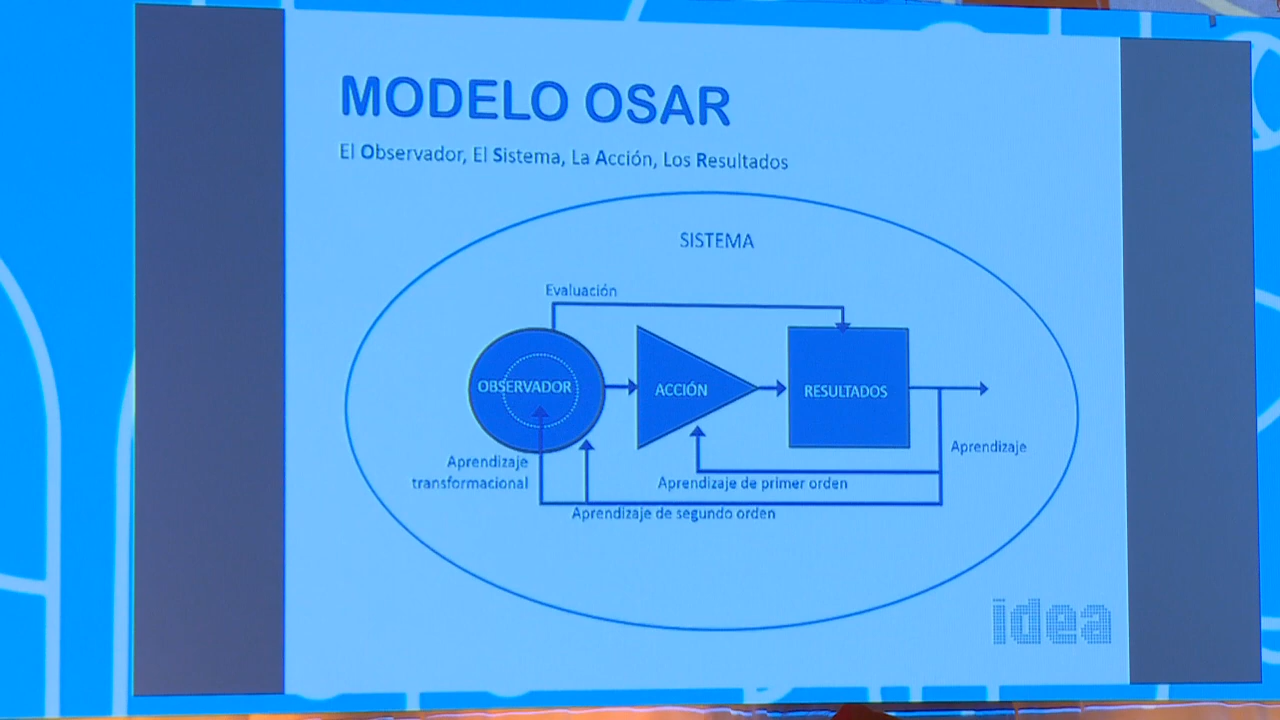 MODELO OSAR
El Observador, El Sistema, La Acción, Los Resultados
SISTEMA
Evaluación
OBSERVADOR
ACCIÓN
RESULTADOS
Aprendizaje
Aprendizaje
transformacional
Aprendizaje de primer orden
Aprendizaje de segundo orden
idea